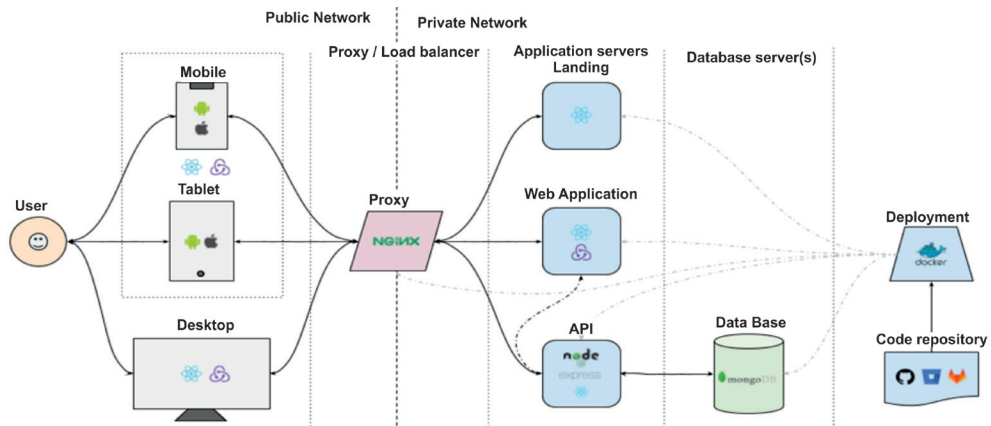 Public Network
Private Network
Proxy / Load balancer
Application servers
Landing
Database server(s)
Mobile
Tablet
Web Application
User
Proxy
NGINX
Deployment
docker
Desktop
API
Data Base
Code repository
node
express
mongoDB